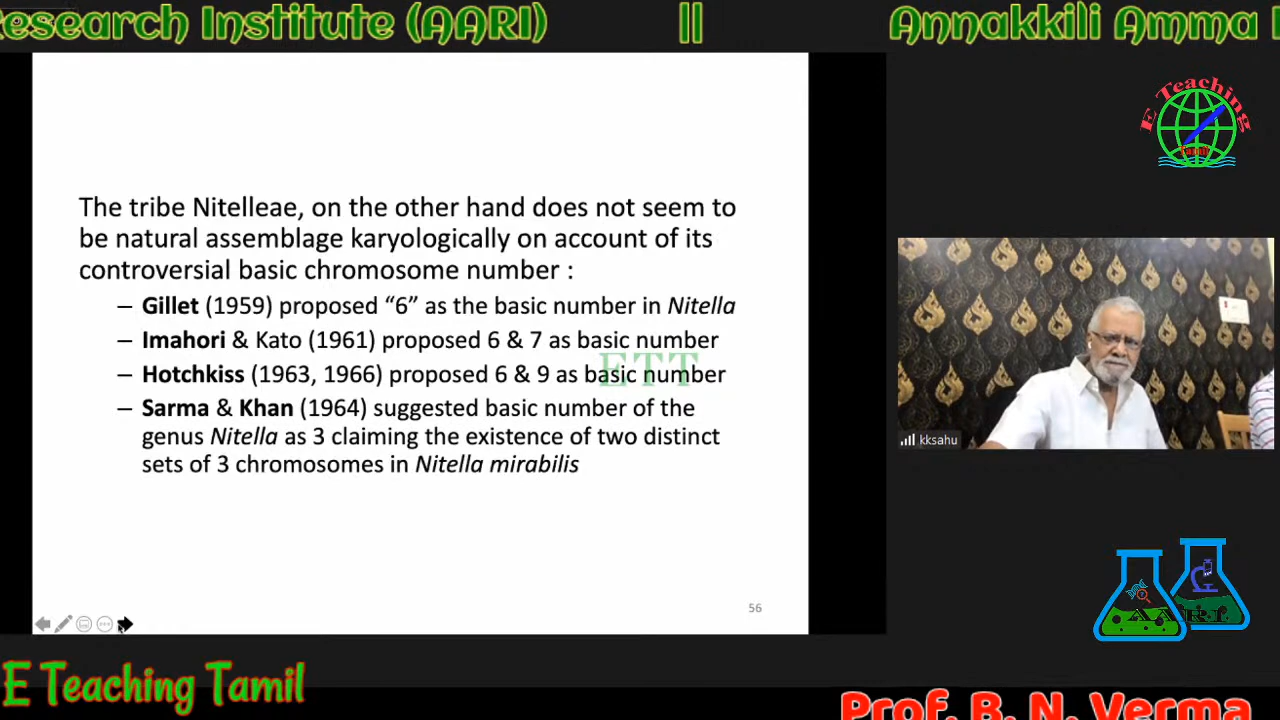 Research Institute (AARI) || Annakkili Amma
E Teaching
Tamil
The tribe Nitelleae, on the other hand does not seem to
be natural assemblage karyologically on account of its
controversial basic chromosome number :
– Gillet (1959) proposed “6” as the basic number in Nitella
– Imahori & Kato (1961) proposed 6 & 7 as basic number
– Hotchkiss (1963, 1966) proposed 6 & 9 as basic number
ETT
– Sarma & Khan (1964) suggested basic number of the
genus Nitella as 3 claiming the existence of two distinct
sets of 3 chromosomes in Nitella mirabilis
kksahu
56
AARI
E Teaching Tamil
Prof. B. N. Verma